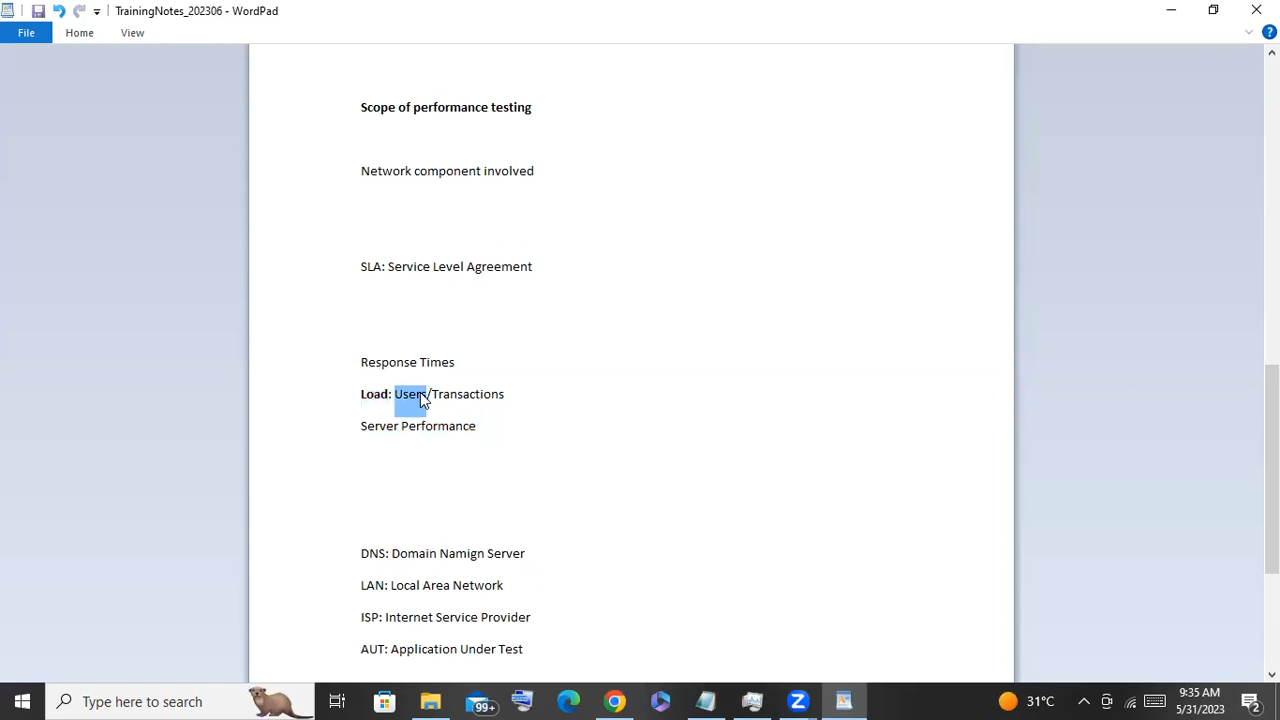 TrainingNotes_202306 - WordPad
File Home View
Scope of performance testing
Network component involved
SLA: Service Level Agreement
Response Times
Load: Users/Transactions
Server Performance
DNS: Domain Namign Server
LAN: Local Area Network
ISP: Internet Service Provider
AUT: Application Under Test
Type here to search
99+
31°C
9:35 AM
5/31/2023
2